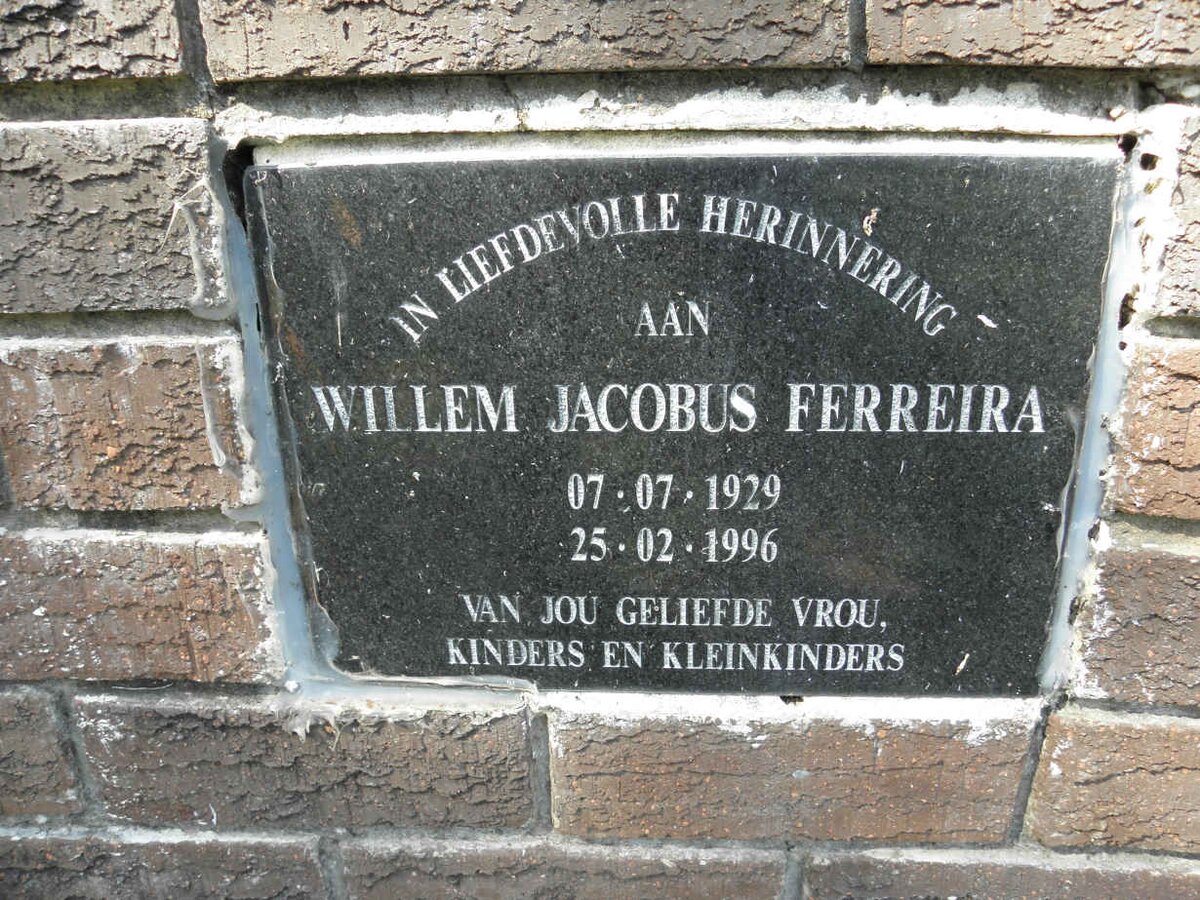 IN LIEFDEVOLLE HERINNERING
AAN
WILLEM JACOBUS FERREIRA
07·07·1929
25·02·1996
VAN JOU GELIEFDE VROU,
KINDERS EN KLEINKINDERS